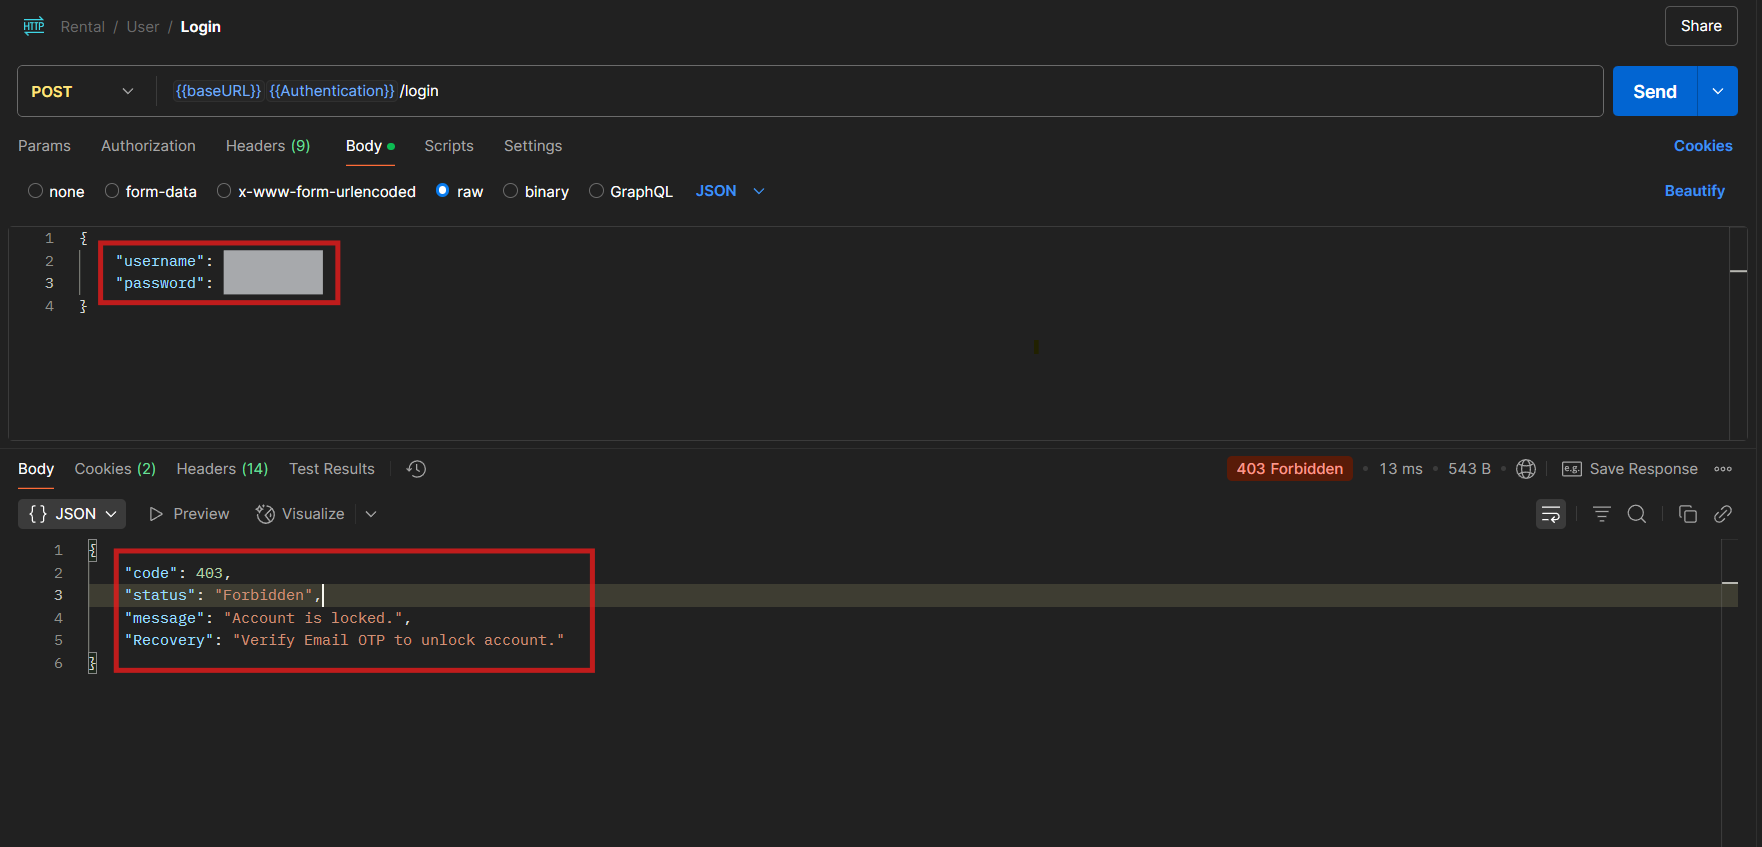 HTTP Rental / User / Login Share
POST {{baseURL}} {{Authentication}} /login Send
Params Authorization Headers (9) Body Scripts Settings Cookies
none form-data x-www-form-urlencoded raw binary GraphQL JSON Beautify
1 {
2 "username":
3 "password":
4 }
Body Cookies (2) Headers (14) Test Results 403 Forbidden • 13 ms • 543 B • e.g. Save Response
{} JSON Preview Visualize
1 {
2 "code": 403,
3 "status": "Forbidden",
4 "message": "Account is locked.",
5 "Recovery": "Verify Email OTP to unlock account."
6 }